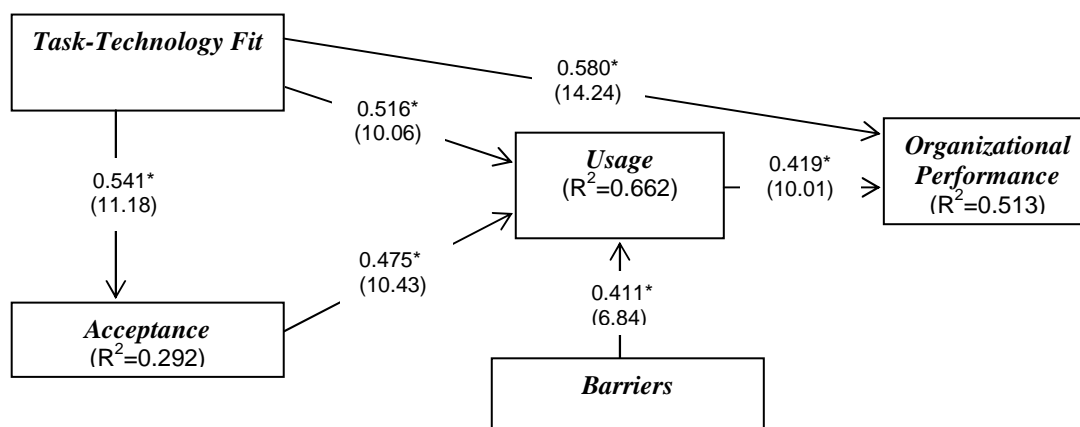 Task-Technology Fit
0.580*
(14.24)
0.516*
(10.06)
Usage
(R²=0.662)
0.419*
(10.01)
Organizational
Performance
(R²=0.513)
0.541*
(11.18)
0.475*
(10.43)
0.411*
(6.84)
Acceptance
(R²=0.292)
Barriers